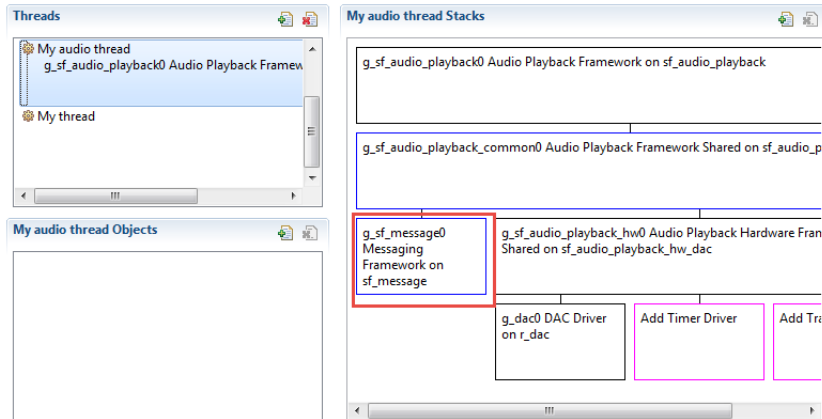 Threads
My audio thread
g_sf_audio_playback0 Audio Playback Framew
My thread
My audio thread Objects
My audio thread Stacks
g_sf_audio_playback0 Audio Playback Framework on sf_audio_playback
g_sf_audio_playback_common0 Audio Playback Framework Shared on sf_audio_p
g_sf_message0
Messaging
Framework on
sf_message
g_sf_audio_playback_hw0 Audio Playback Hardware Fran
Shared on sf_audio_playback_hw_dac
g_dac0 DAC Driver
on r_dac
Add Timer Driver
Add Tra